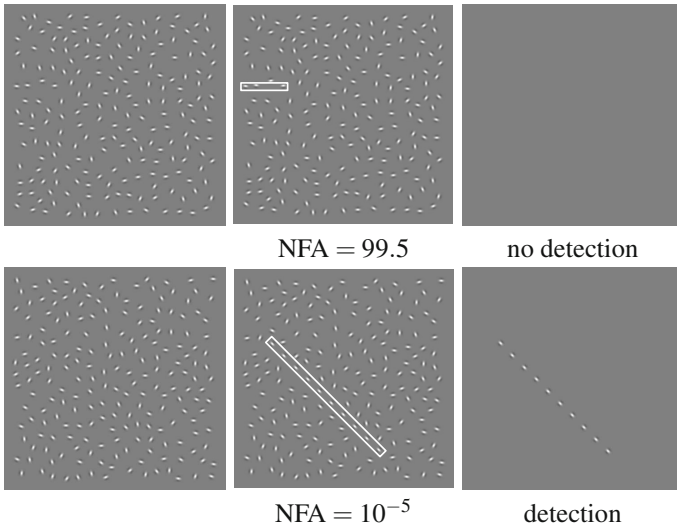 NFA = 99.5 no detection
NFA = 10⁻⁵ detection